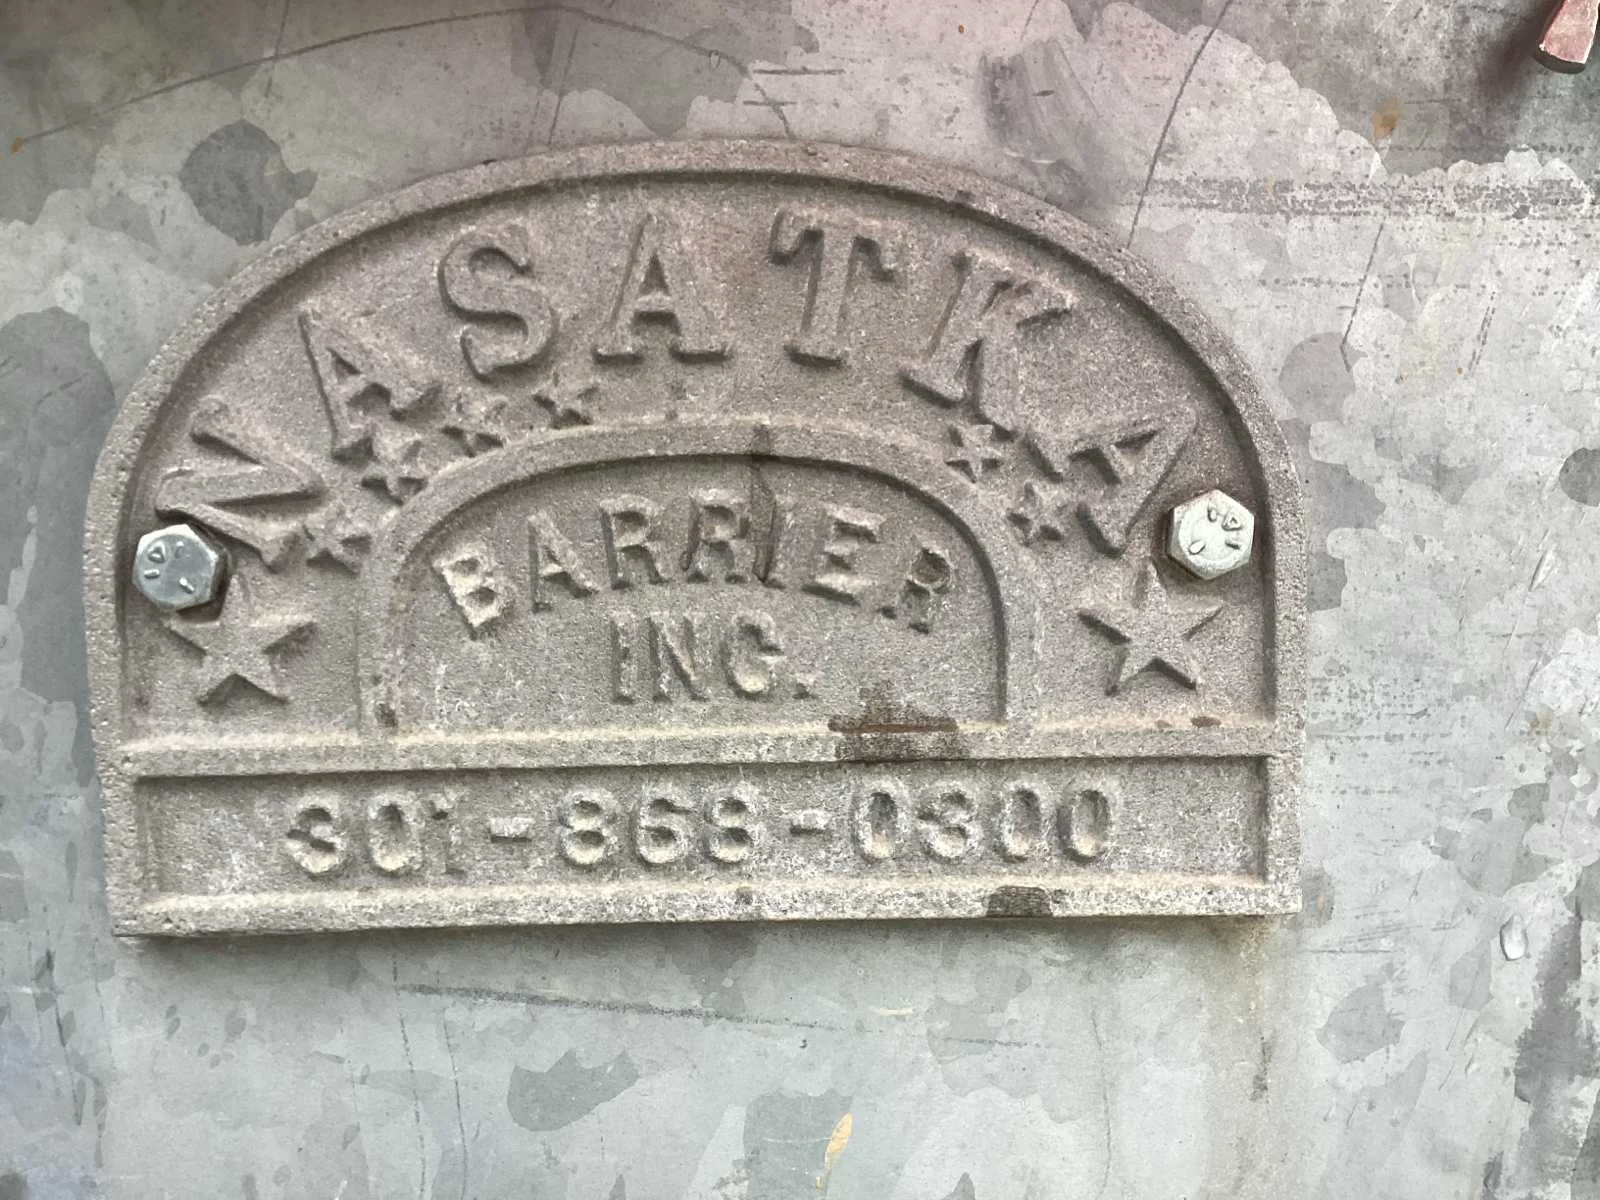 NASATKA
BARRIER
INC.
301-868-0300